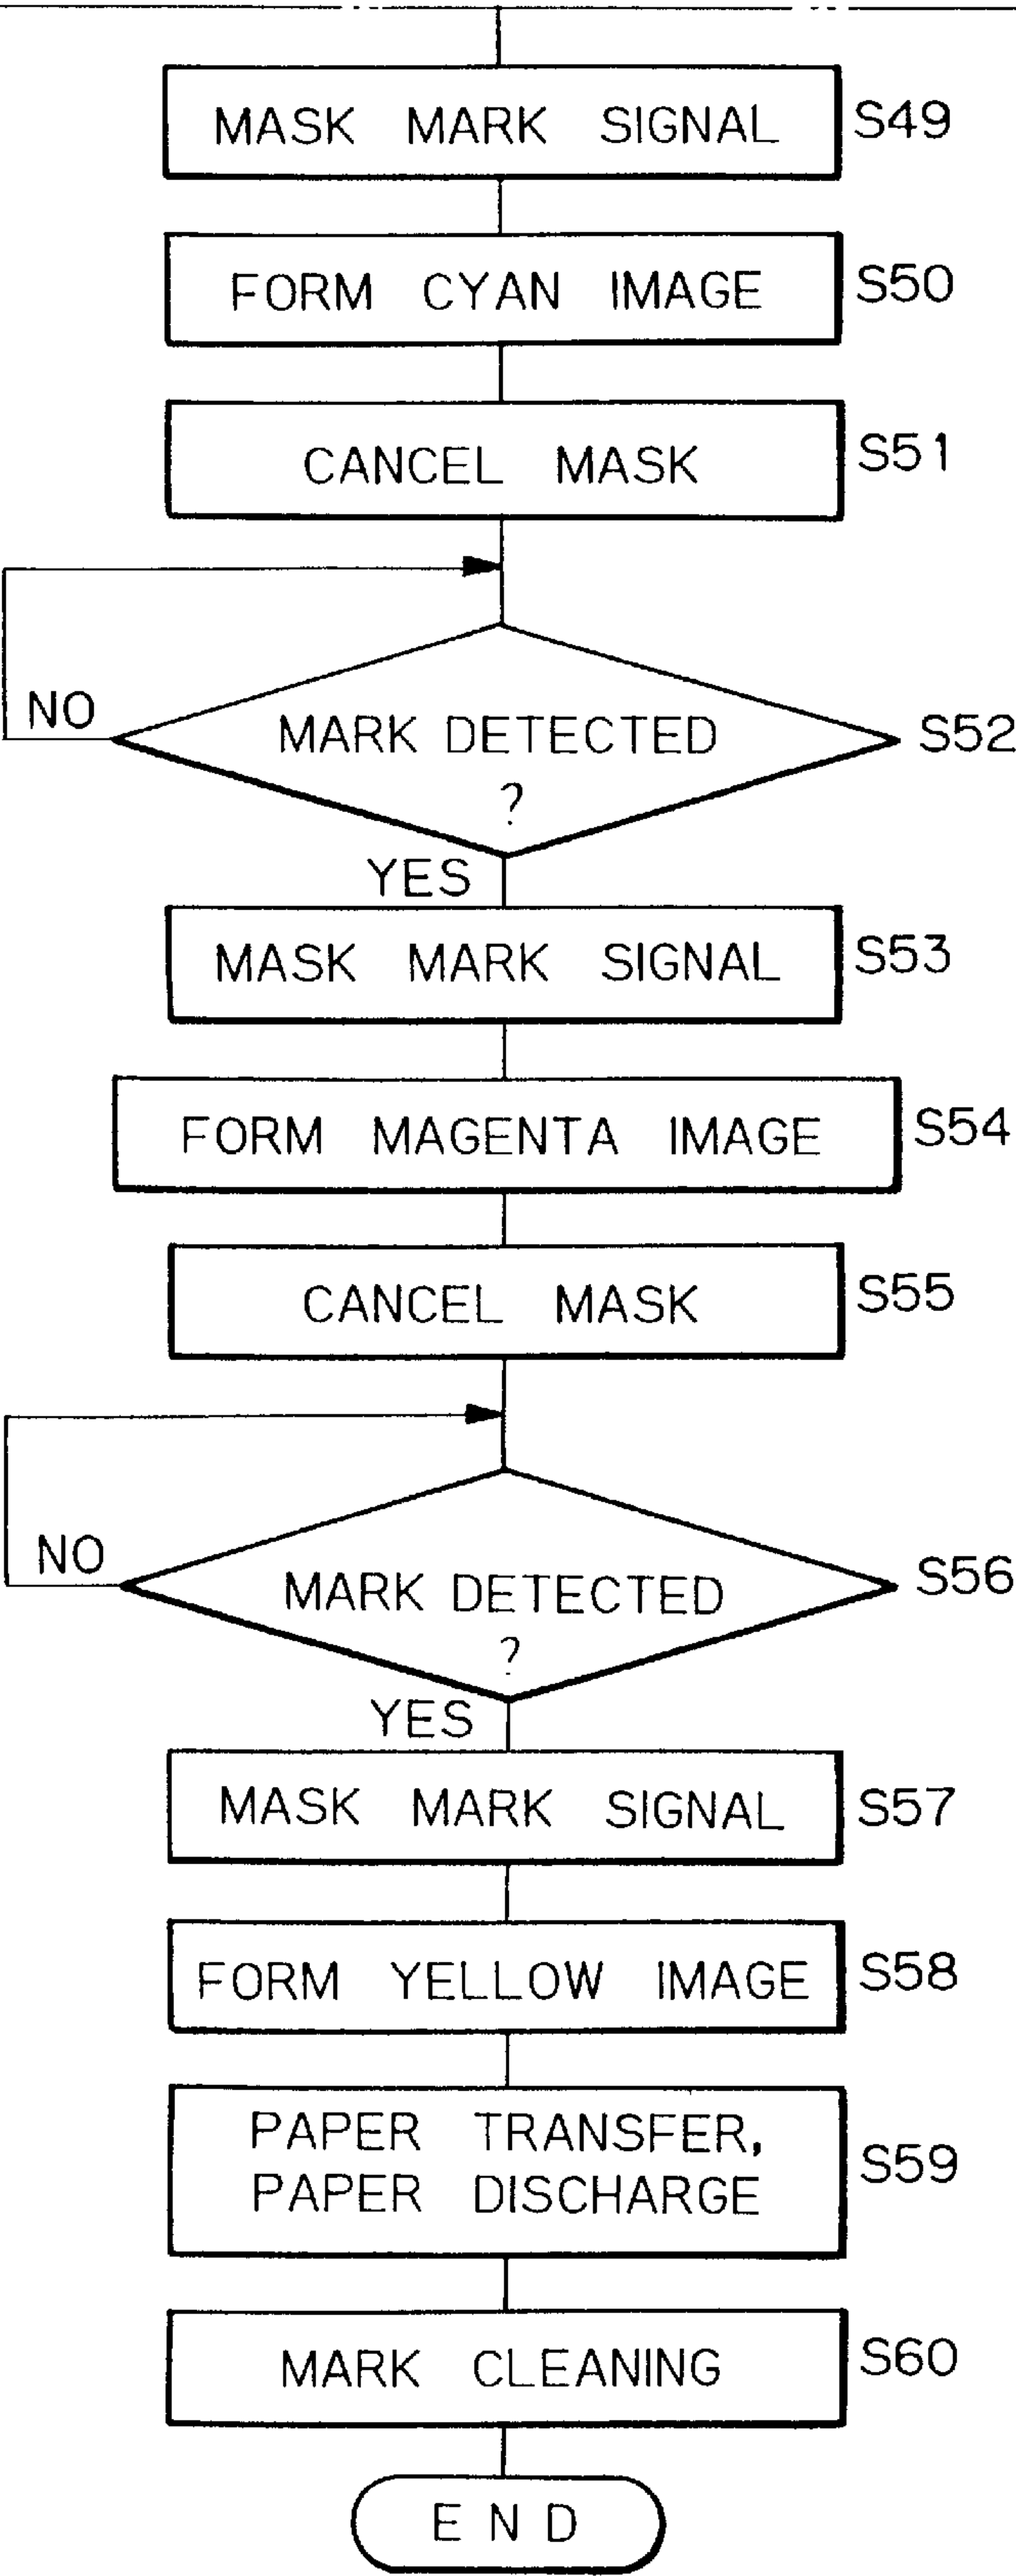 MASK MARK SIGNAL S49
FORM CYAN IMAGE S50
CANCEL MASK S51
NO
MARK DETECTED S52
?
YES
MASK MARK SIGNAL S53
FORM MAGENTA IMAGE S54
CANCEL MASK S55
NO
MARK DETECTED S56
?
YES
MASK MARK SIGNAL S57
FORM YELLOW IMAGE S58
PAPER TRANSFER,
PAPER DISCHARGE S59
MARK CLEANING S60
END